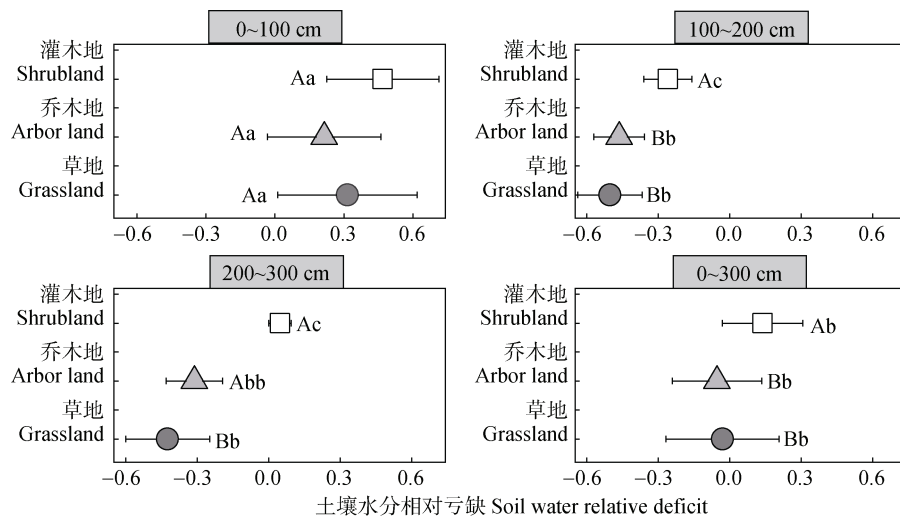 0~100 cm
灌木地
Shrubland
Aa
乔木地
Arbor land
Aa
草地
Grassland
Aa
−0.6 −0.3 0.0 0.3 0.6
100~200 cm
灌木地
Shrubland
Ac
乔木地
Arbor land
Bb
草地
Grassland
Bb
−0.6 −0.3 0.0 0.3 0.6
200~300 cm
灌木地
Shrubland
Ac
乔木地
Arbor land
Abb
草地
Grassland
Bb
−0.6 −0.3 0.0 0.3 0.6
0~300 cm
灌木地
Shrubland
Ab
乔木地
Arbor land
Bb
草地
Grassland
Bb
−0.6 −0.3 0.0 0.3 0.6
土壤水分相对亏缺 Soil water relative deficit